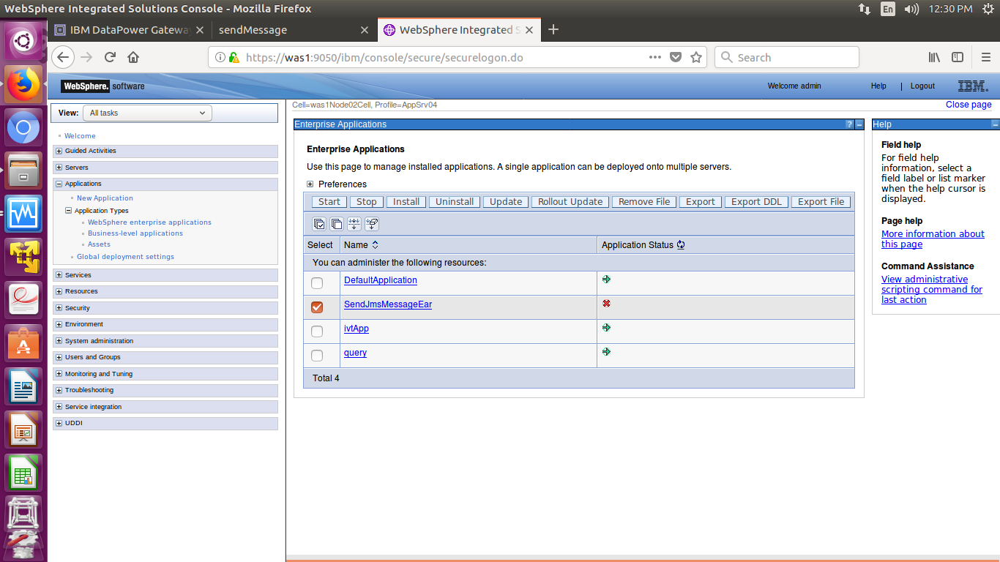 WebSphere Integrated Solutions Console - Mozilla Firefox
En
12:30 PM
IBM DataPower Gateway
sendMessage
WebSphere Integrated S
https://was1:9050/ibm/console/secure/securelogon.do
Search
WebSphere. software
Welcome admin
Help
Logout
IBM.
View:
All tasks
Cell=was1Node02Cell, Profile=AppSrv04
Close page
Welcome
Guided Activities
Servers
Applications
New Application
Application Types
WebSphere enterprise applications
Business-level applications
Assets
Global deployment settings
Services
Resources
Security
Environment
System administration
Users and Groups
Monitoring and Tuning
Troubleshooting
Service integration
UDDI
Enterprise Applications
Enterprise Applications
Use this page to manage installed applications. A single application can be deployed onto multiple servers.
Preferences
Start Stop Install Uninstall Update Rollout Update Remove File Export Export DDL Export File
Select Name Application Status
You can administer the following resources:
DefaultApplication
SendJmsMessageEar
ivtApp
query
Total 4
Help
Field help
For field help
information, select a
field label or list marker
when the help cursor is
displayed.
Page help
More information about
this page
Command Assistance
View administrative
scripting command for
last action